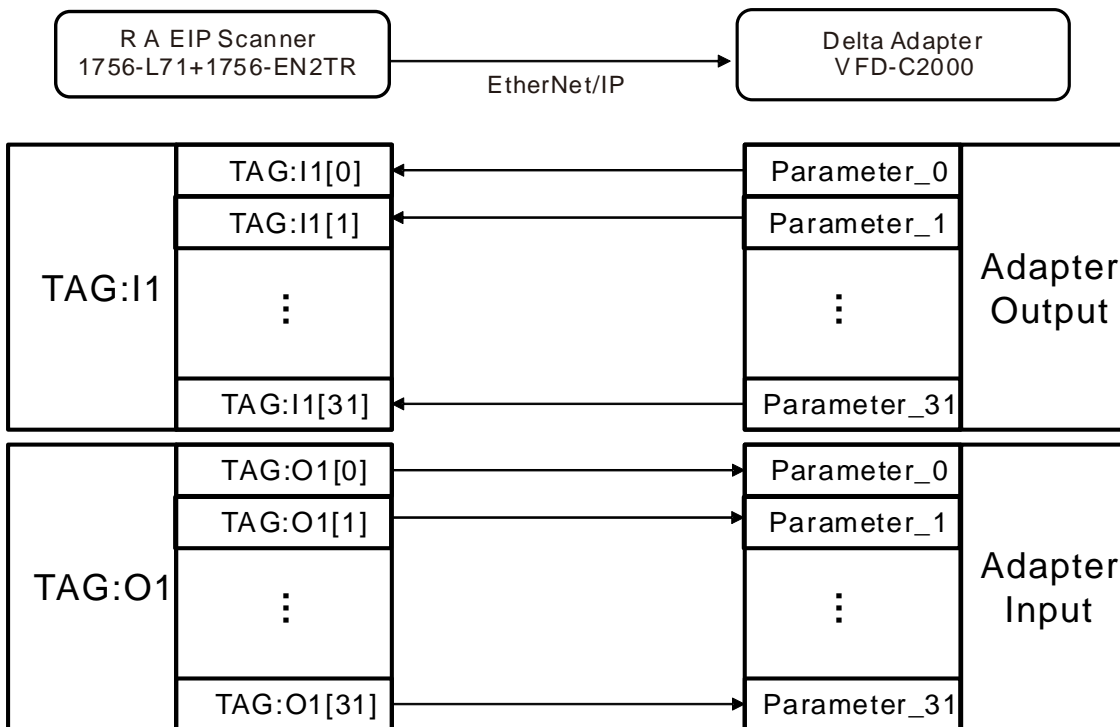 RA EIP Scanner
1756-L71+1756-EN2TR
EtherNet/IP
Delta Adapter
VFD-C2000
TAG:I1
TAG:I1[0]
TAG:I1[1]
⋮
TAG:I1[31]
Parameter_0
Parameter_1
⋮
Parameter_31
Adapter
Output
TAG:O1
TAG:O1[0]
TAG:O1[1]
⋮
TAG:O1[31]
Parameter_0
Parameter_1
⋮
Parameter_31
Adapter
Input